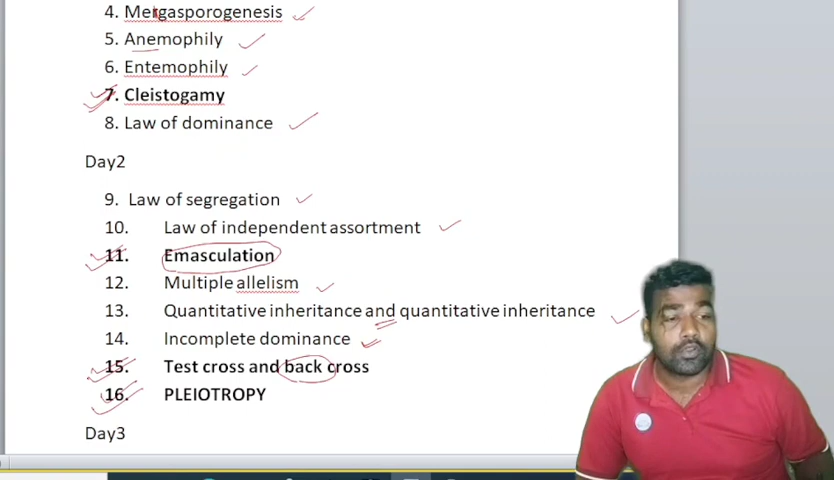 4. Mergasporogenesis
5. Anemophily
6. Entemophily
7. Cleistogamy
8. Law of dominance
Day2
9. Law of segregation
10. Law of independent assortment
11. Emasculation
12. Multiple allelism
13. Quantitative inheritance and quantitative inheritance
14. Incomplete dominance
15. Test cross and back cross
16. PLEIOTROPY
Day3